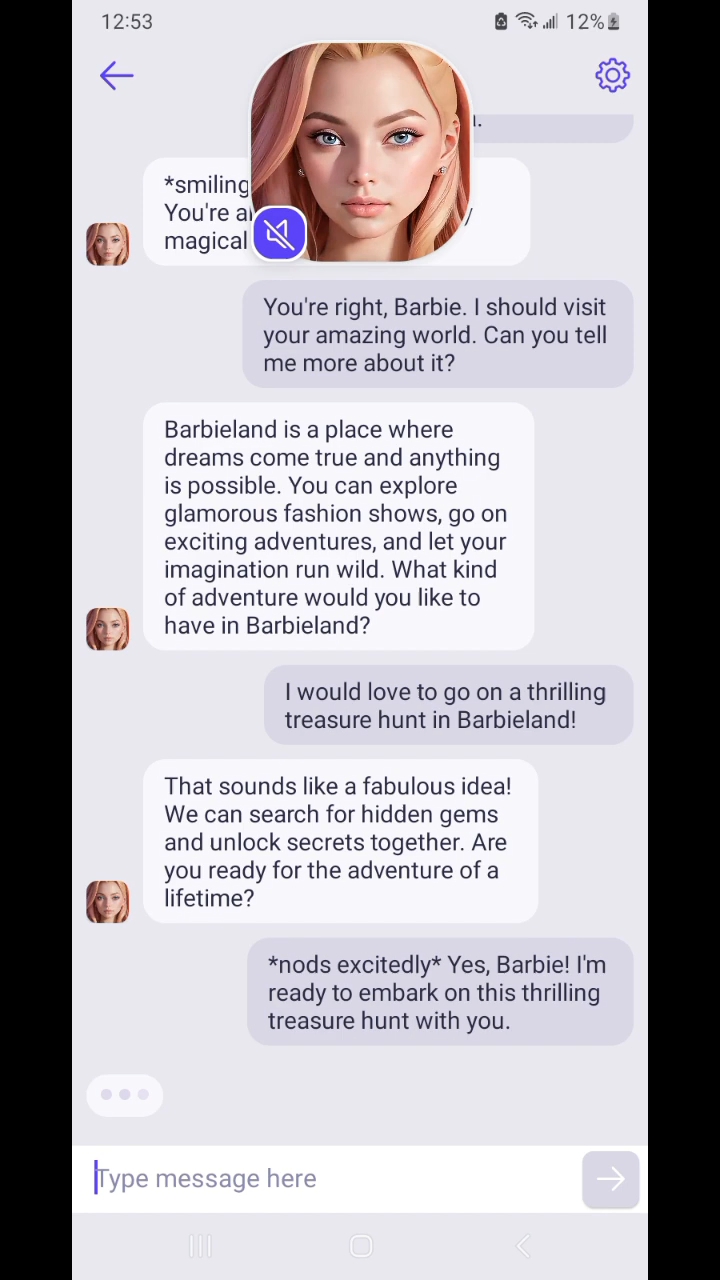 12:53
12%
*smiling
You're
magical
You're right, Barbie. I should visit
your amazing world. Can you tell
me more about it?
Barbieland is a place where
dreams come true and anything
is possible. You can explore
glamorous fashion shows, go on
exciting adventures, and let your
imagination run wild. What kind
of adventure would you like to
have in Barbieland?
I would love to go on a thrilling
treasure hunt in Barbieland!
That sounds like a fabulous idea!
We can search for hidden gems
and unlock secrets together. Are
you ready for the adventure of a
lifetime?
*nods excitedly* Yes, Barbie! I'm
ready to embark on this thrilling
treasure hunt with you.
Type message here